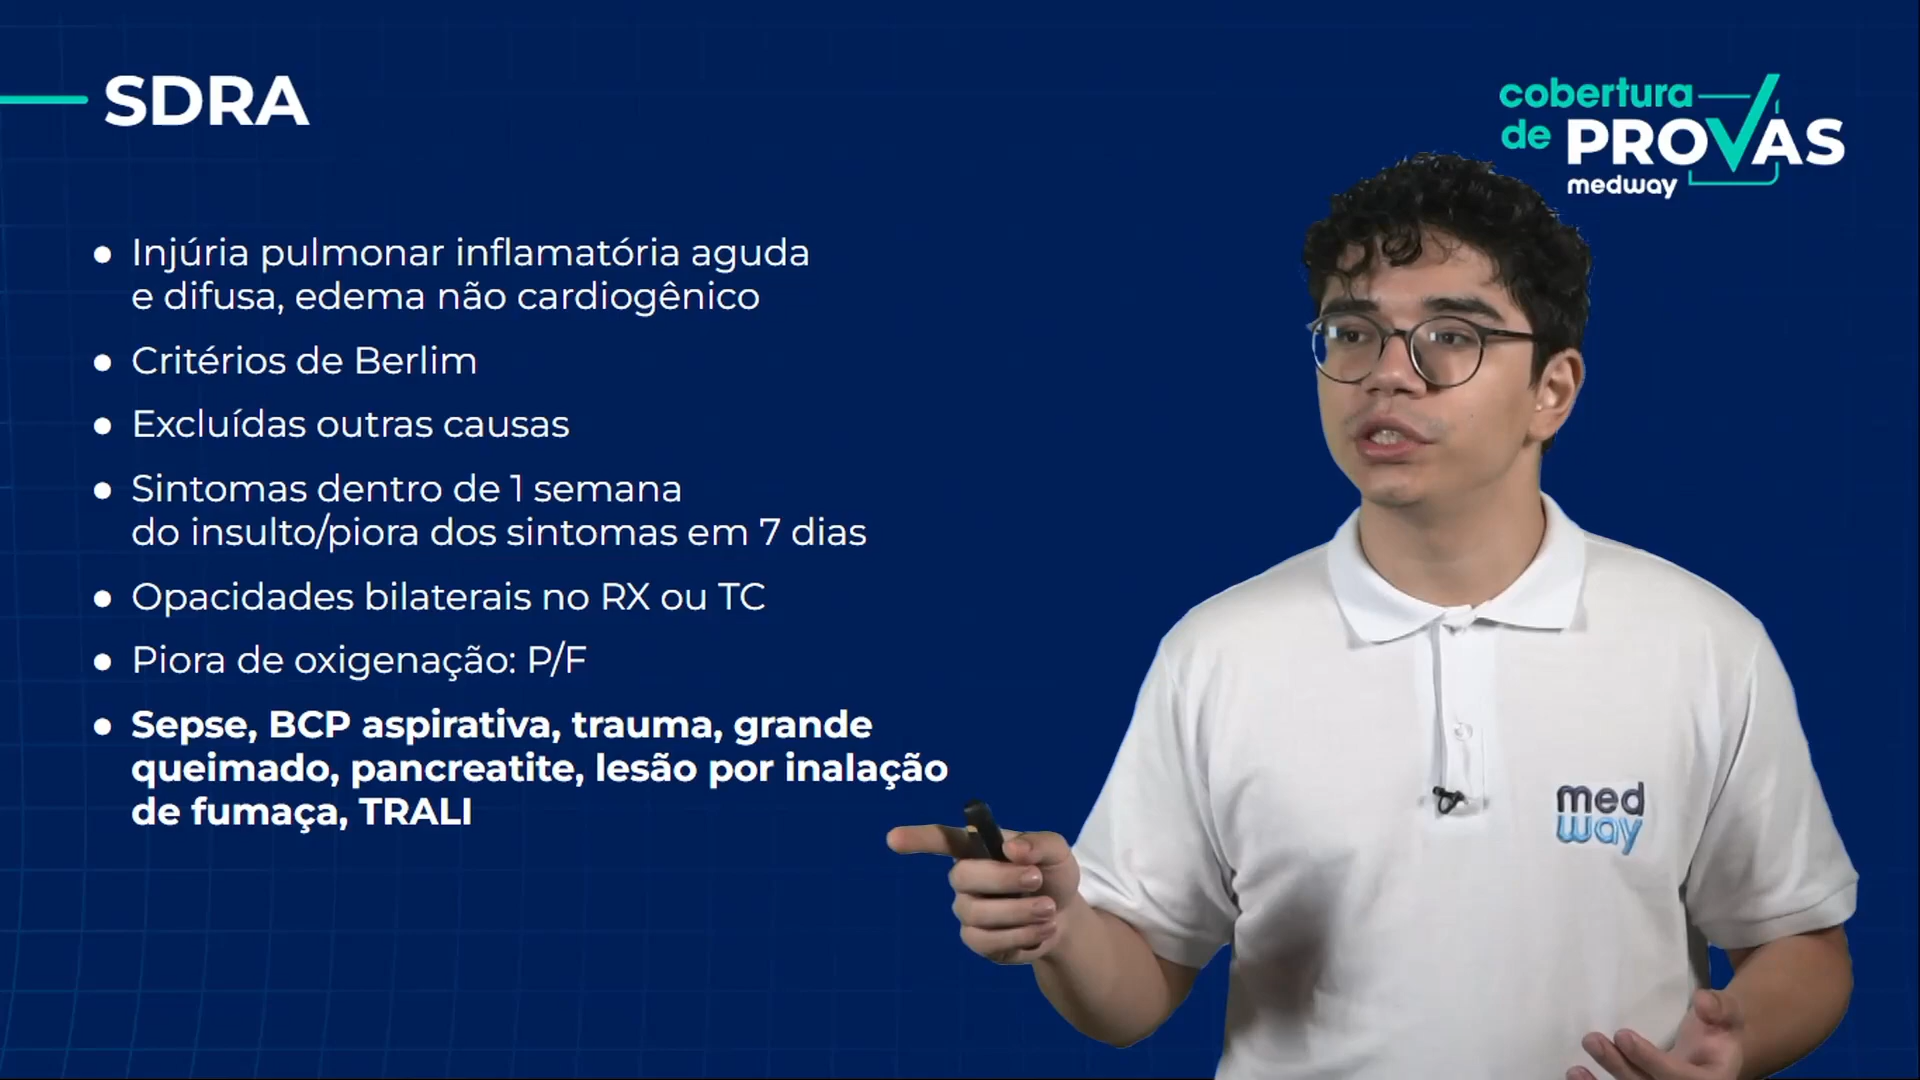 SDRA
cobertura
de PROVAS
medway
● Injúria pulmonar inflamatória aguda
e difusa, edema não cardiogênico
● Critérios de Berlim
● Excluídas outras causas
● Sintomas dentro de 1 semana
do insulto/piora dos sintomas em 7 dias
● Opacidades bilaterais no RX ou TC
● Piora de oxigenação: P/F
● Sepse, BCP aspirativa, trauma, grande
queimado, pancreatite, lesão por inalação
de fumaça, TRALI
med
way